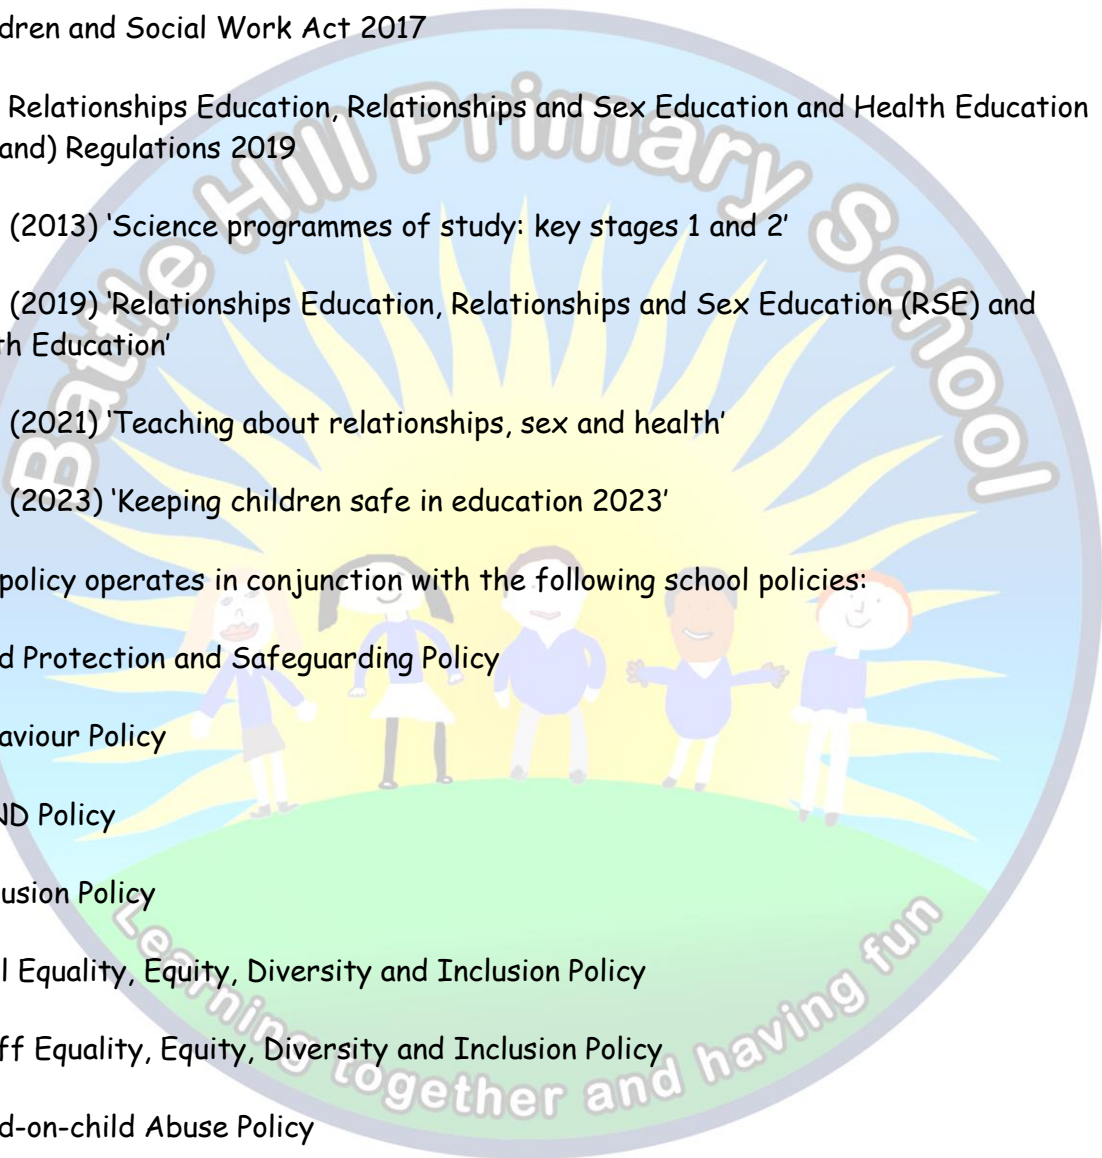 dren and Social Work Act 2017
Relationships Education, Relationships and Sex Education and Health Education
and) Regulations 2019
(2013) ‘Science programmes of study: key stages 1 and 2’
(2019) ‘Relationships Education, Relationships and Sex Education (RSE) and
th Education’
(2021) ‘Teaching about relationships, sex and health’
(2023) ‘Keeping children safe in education 2023’
policy operates in conjunction with the following school policies:
d Protection and Safeguarding Policy
aviour Policy
ND Policy
usion Policy
l Equality, Equity, Diversity and Inclusion Policy
ff Equality, Equity, Diversity and Inclusion Policy
d-on-child Abuse Policy
Battle Hill Primary School
Learning together and having fun